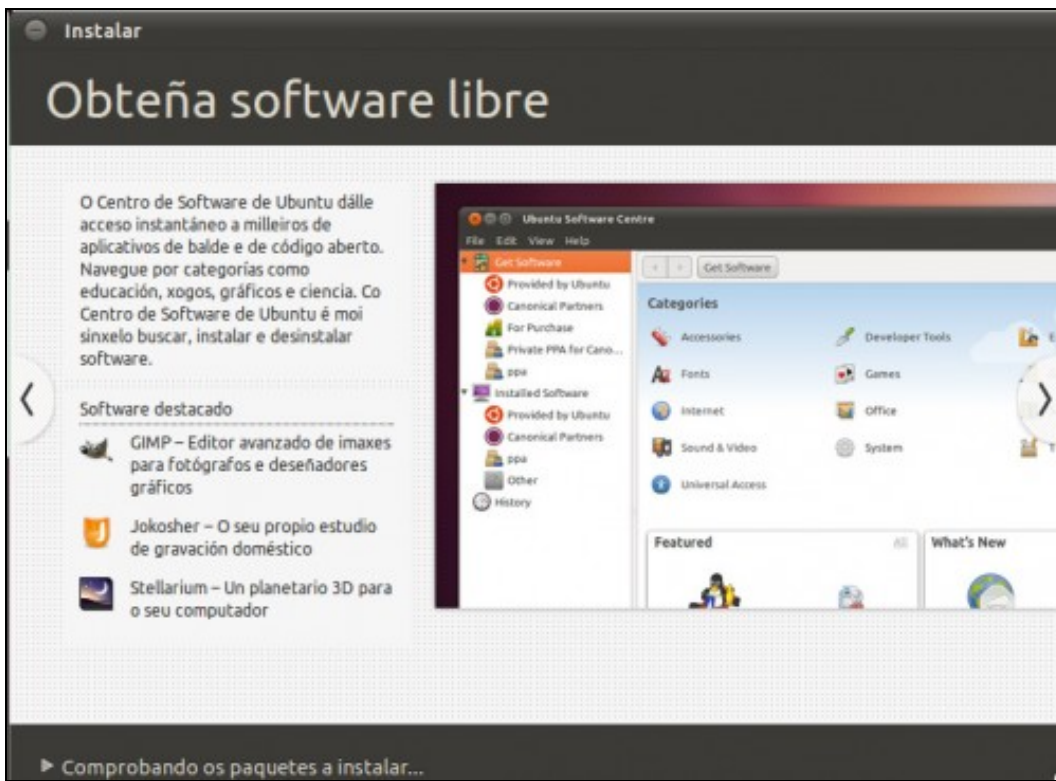 Instalar
Obteña software libre
O Centro de Software de Ubuntu dálle
acceso instantáneo a milleiros de
aplicativos de balde e de código aberto.
Navegue por categorías como
educación, xogos, gráficos e ciencia. Co
Centro de Software de Ubuntu é moi
sinxelo buscar, instalar e desinstalar
software.
Software destacado
GIMP – Editor avanzado de imaxes
para fotógrafos e deseñadores
gráficos
Jokosher – O seu propio estudio
de gravación doméstico
Stellarium – Un planetario 3D para
o seu computador
Ubuntu Software Centre
File Edit View Help
Get Software
Provided by Ubuntu
Canonical Partners
For Purchase
Private PPA for Cano...
ppa
Installed Software
Provided by Ubuntu
Canonical Partners
ppa
Other
History
Get Software
Categories
Accessories
Developer Tools
Fonts
Games
Internet
Office
Sound & Video
System
Universal Access
Featured
All
What's New
Comprobando os paquetes a instalar...